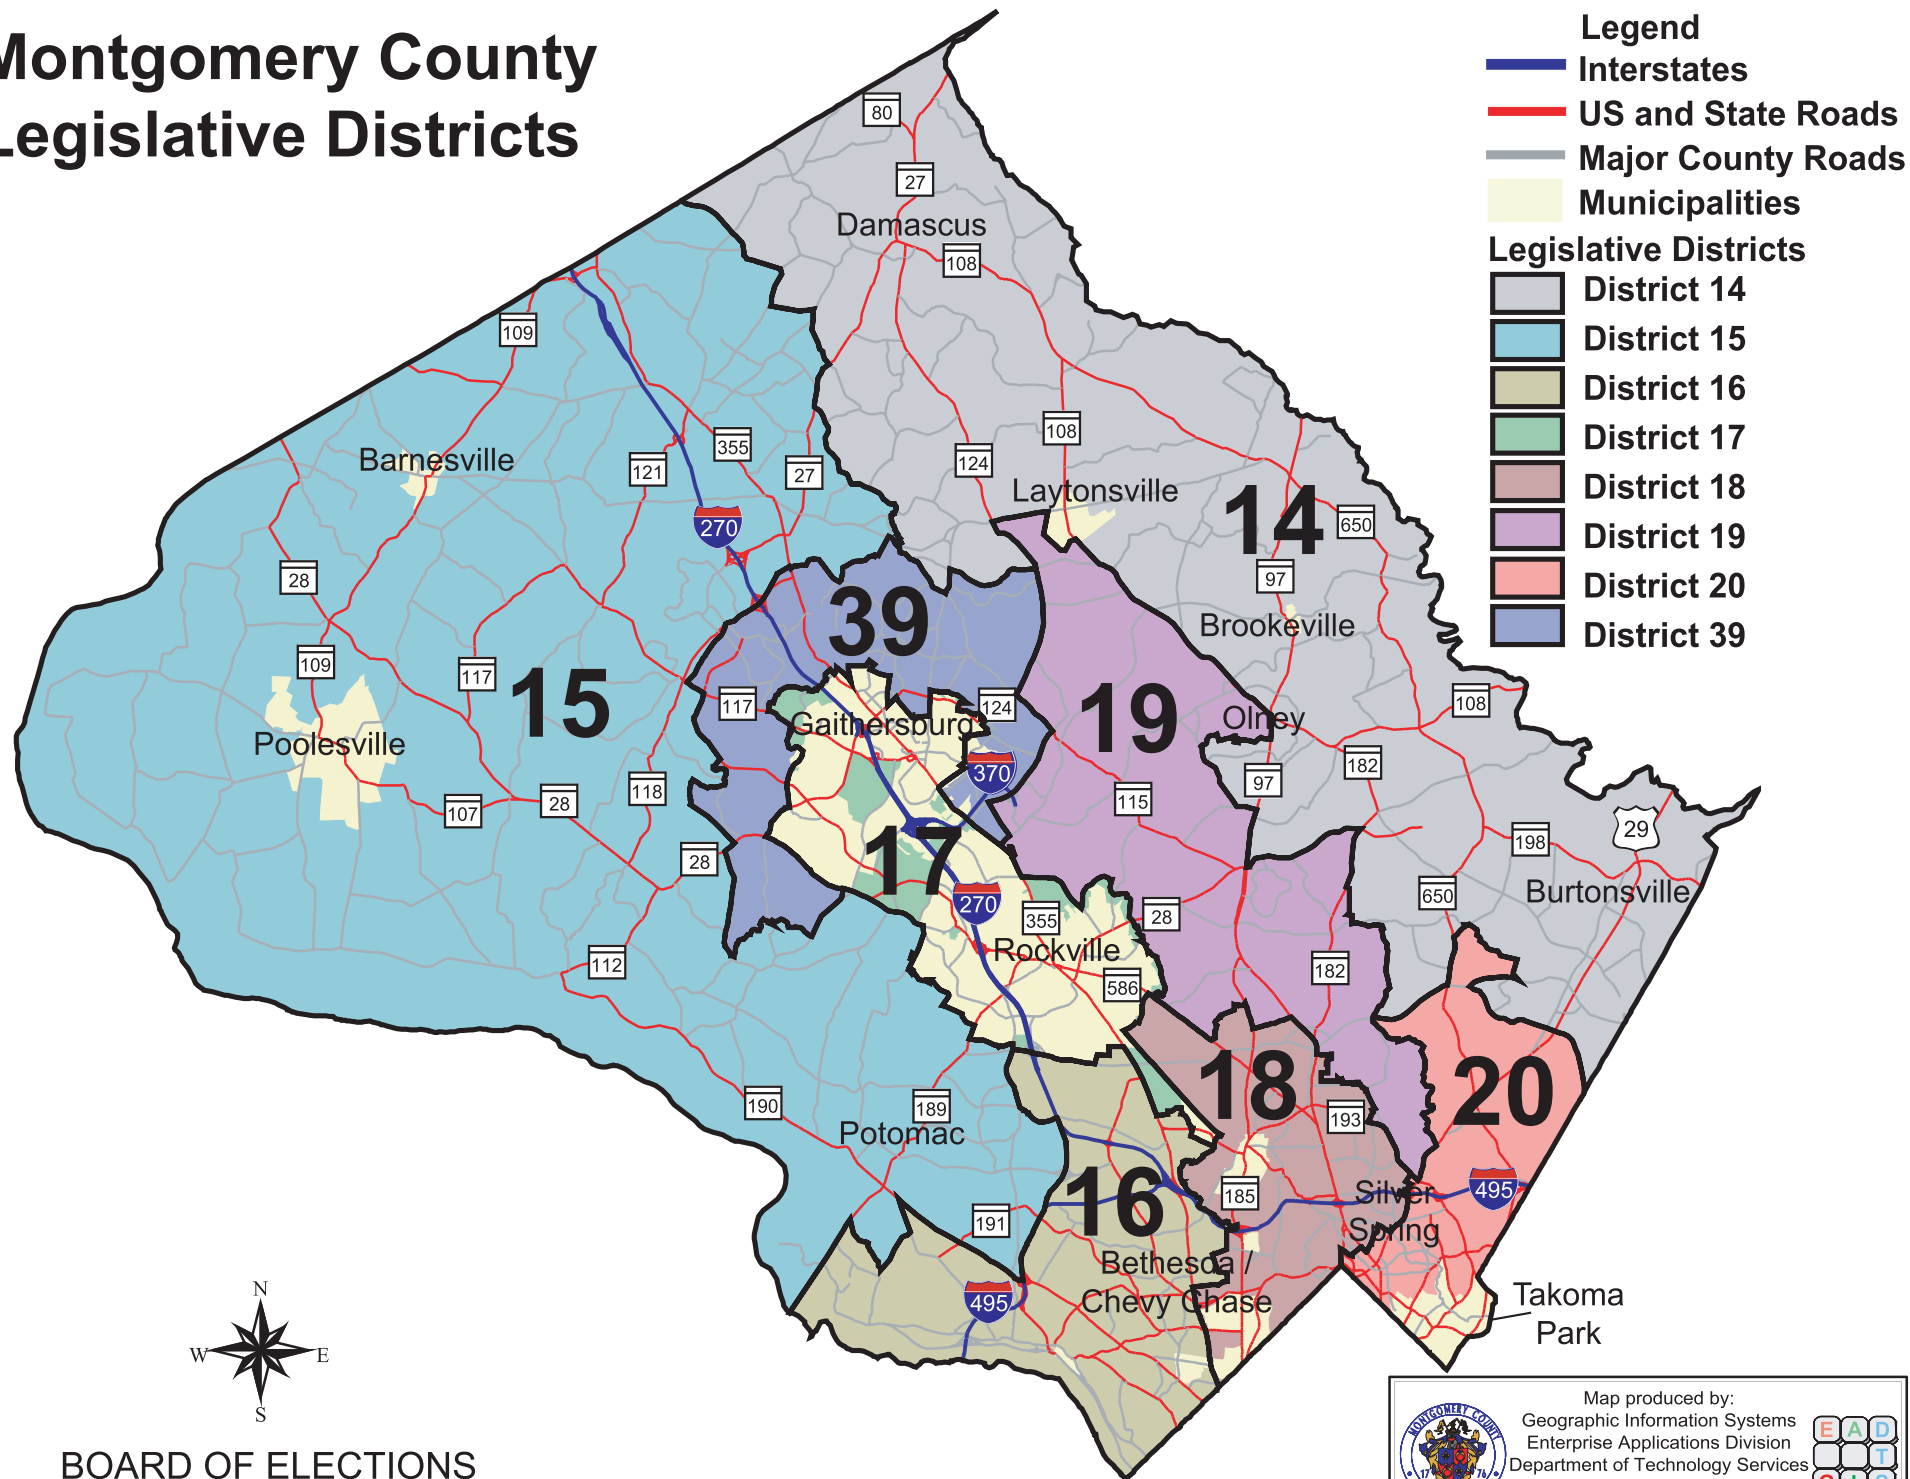 Montgomery County
Legislative Districts
Legend
Interstates
US and State Roads
Major County Roads
Municipalities
Legislative Districts
District 14
District 15
District 16
District 17
District 18
District 19
District 20
District 39
80
27
Damascus
108
109
355
121
27
108
124
Barnesville
270
Laytonsville
14
650
28
97
39
Brookeville
109
117
15
117
124
19
Olney
108
Gaithersburg
Poolesville
370
97
182
118
115
107
28
29
198
17
28
650
Burtonsville
270
355
28
Rockville
112
586
182
18
20
190
189
193
Potomac
16
185
Silver
Spring
495
191
Bethesda /
Chevy Chase
495
Takoma
Park
N
W
E
S
BOARD OF ELECTIONS
Map produced by:
Geographic Information Systems
Enterprise Applications Division
Department of Technology Services
MONTGOMERY COUNTY
17 76
E A D
T